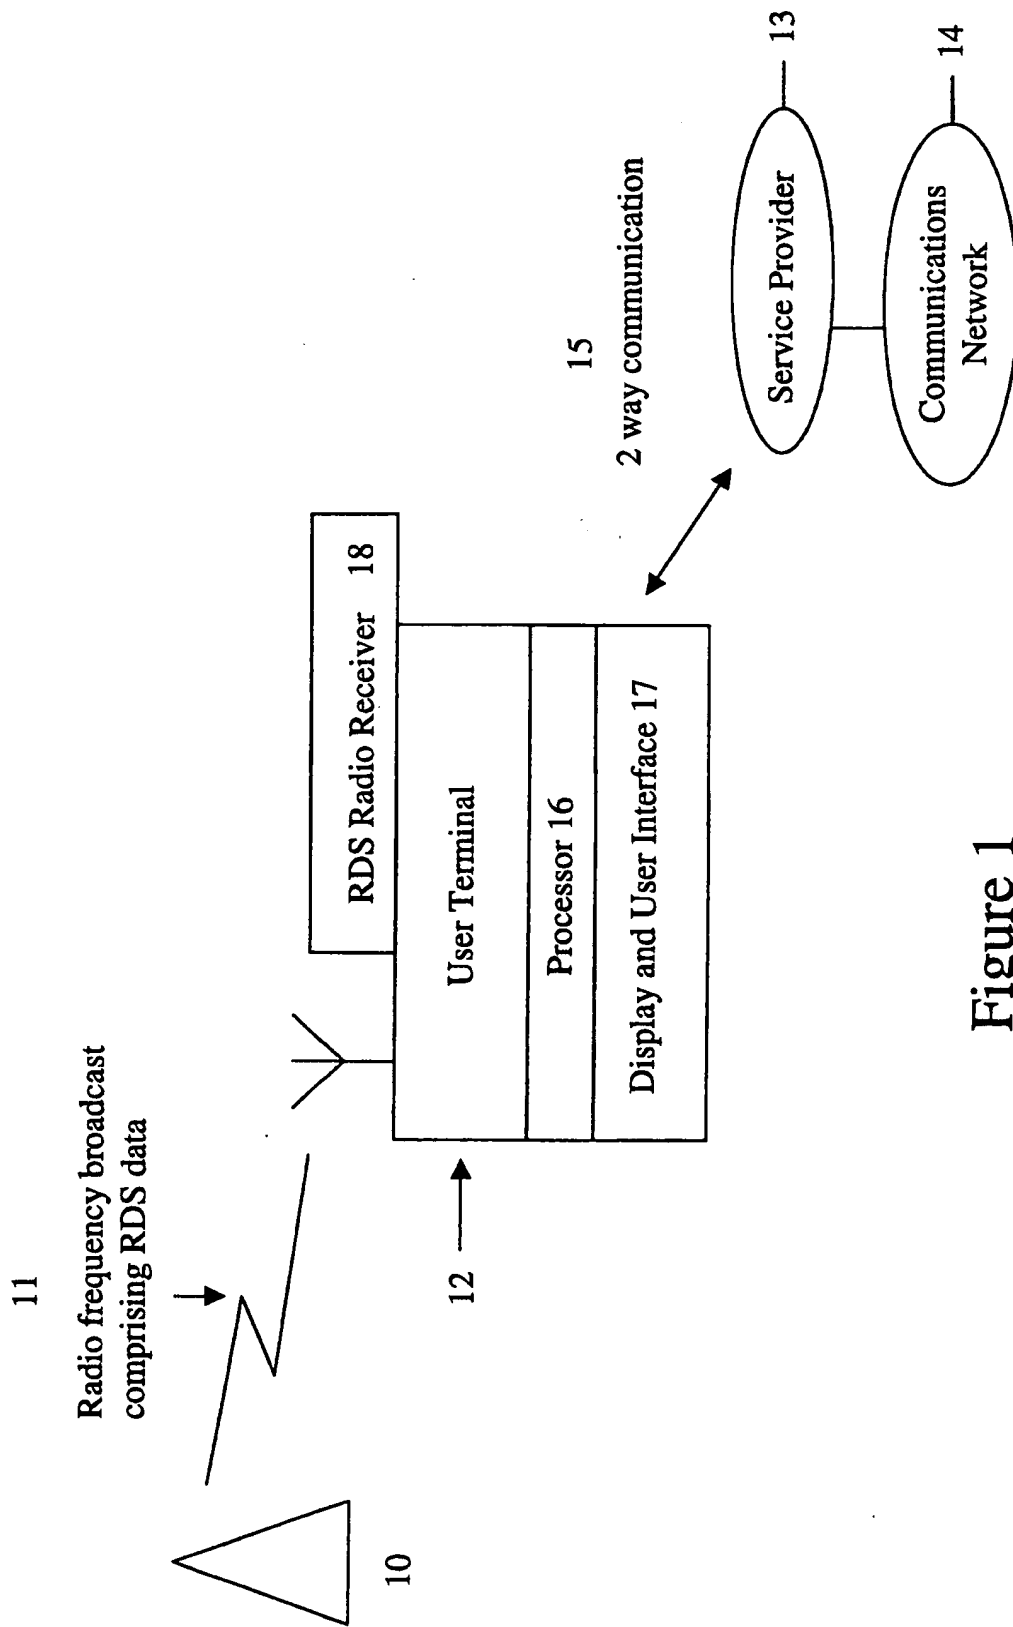 11
Radio frequency broadcast
comprising RDS data
10
12
RDS Radio Receiver 18
User Terminal
Processor 16
Display and User Interface 17
15
2 way communication
Service Provider
13
Communications
Network
14
Figure 1